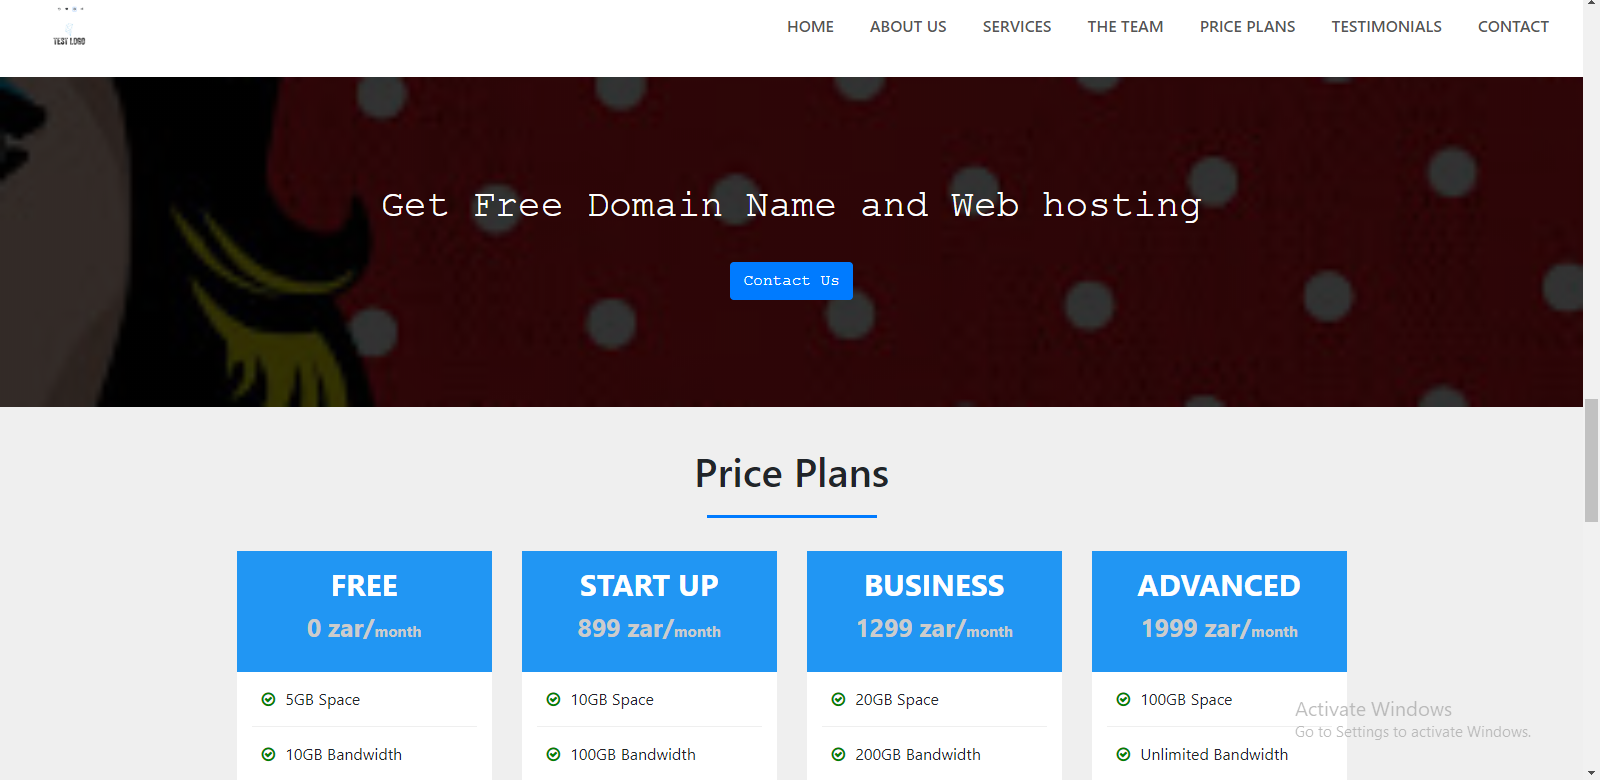 TEST LOGO
HOME ABOUT US SERVICES THE TEAM PRICE PLANS TESTIMONIALS CONTACT
Get Free Domain Name and Web hosting
Contact Us
Price Plans
FREE
0 zar/month
5GB Space
10GB Bandwidth
START UP
899 zar/month
10GB Space
100GB Bandwidth
BUSINESS
1299 zar/month
20GB Space
200GB Bandwidth
ADVANCED
1999 zar/month
100GB Space
Unlimited Bandwidth
Activate Windows
Go to Settings to activate Windows.